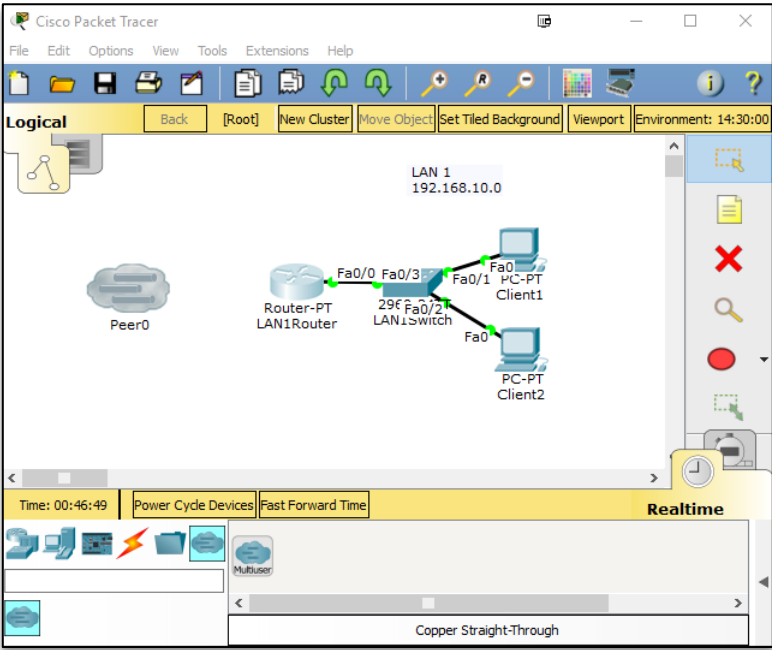 Cisco Packet Tracer
File Edit Options View Tools Extensions Help
Logical
Back
[Root]
New Cluster
Move Object
Set Tiled Background
Viewport
Environment: 14:30:00
LAN 1
192.168.10.0
Peer0
Router-PT
LAN1Router
Fa0/0
Fa0/3
LAN1Switch
Fa0/1
Fa0/2
Fa0
PC-PT
Client1
Fa0
PC-PT
Client2
Time: 00:46:49
Power Cycle Devices
Fast Forward Time
Realtime
Multiuser
Copper Straight-Through